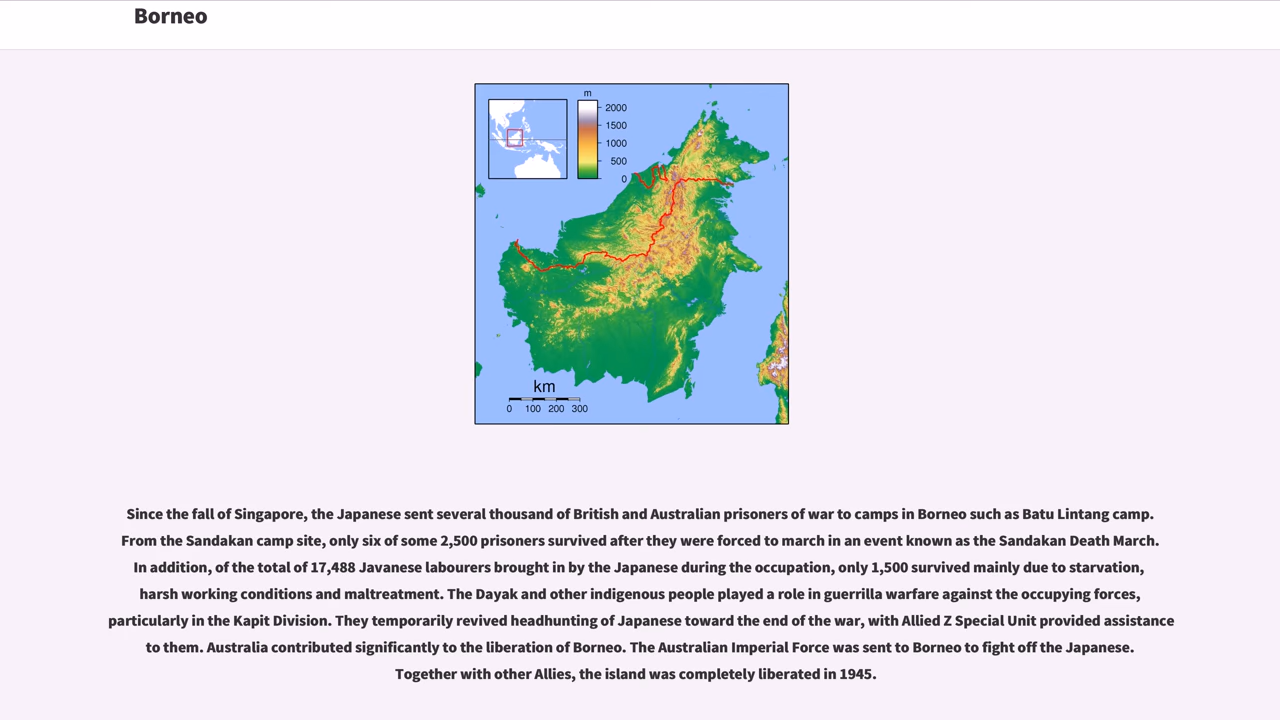 Borneo
m
2000
1500
1000
500
0
km
0 100 200 300
Since the fall of Singapore, the Japanese sent several thousand of British and Australian prisoners of war to camps in Borneo such as Batu Lintang camp.
From the Sandakan camp site, only six of some 2,500 prisoners survived after they were forced to march in an event known as the Sandakan Death March.
In addition, of the total of 17,488 Javanese labourers brought in by the Japanese during the occupation, only 1,500 survived mainly due to starvation,
harsh working conditions and maltreatment. The Dayak and other indigenous people played a role in guerrilla warfare against the occupying forces,
particularly in the Kapit Division. They temporarily revived headhunting of Japanese toward the end of the war, with Allied Z Special Unit provided assistance
to them. Australia contributed significantly to the liberation of Borneo. The Australian Imperial Force was sent to Borneo to fight off the Japanese.
Together with other Allies, the island was completely liberated in 1945.